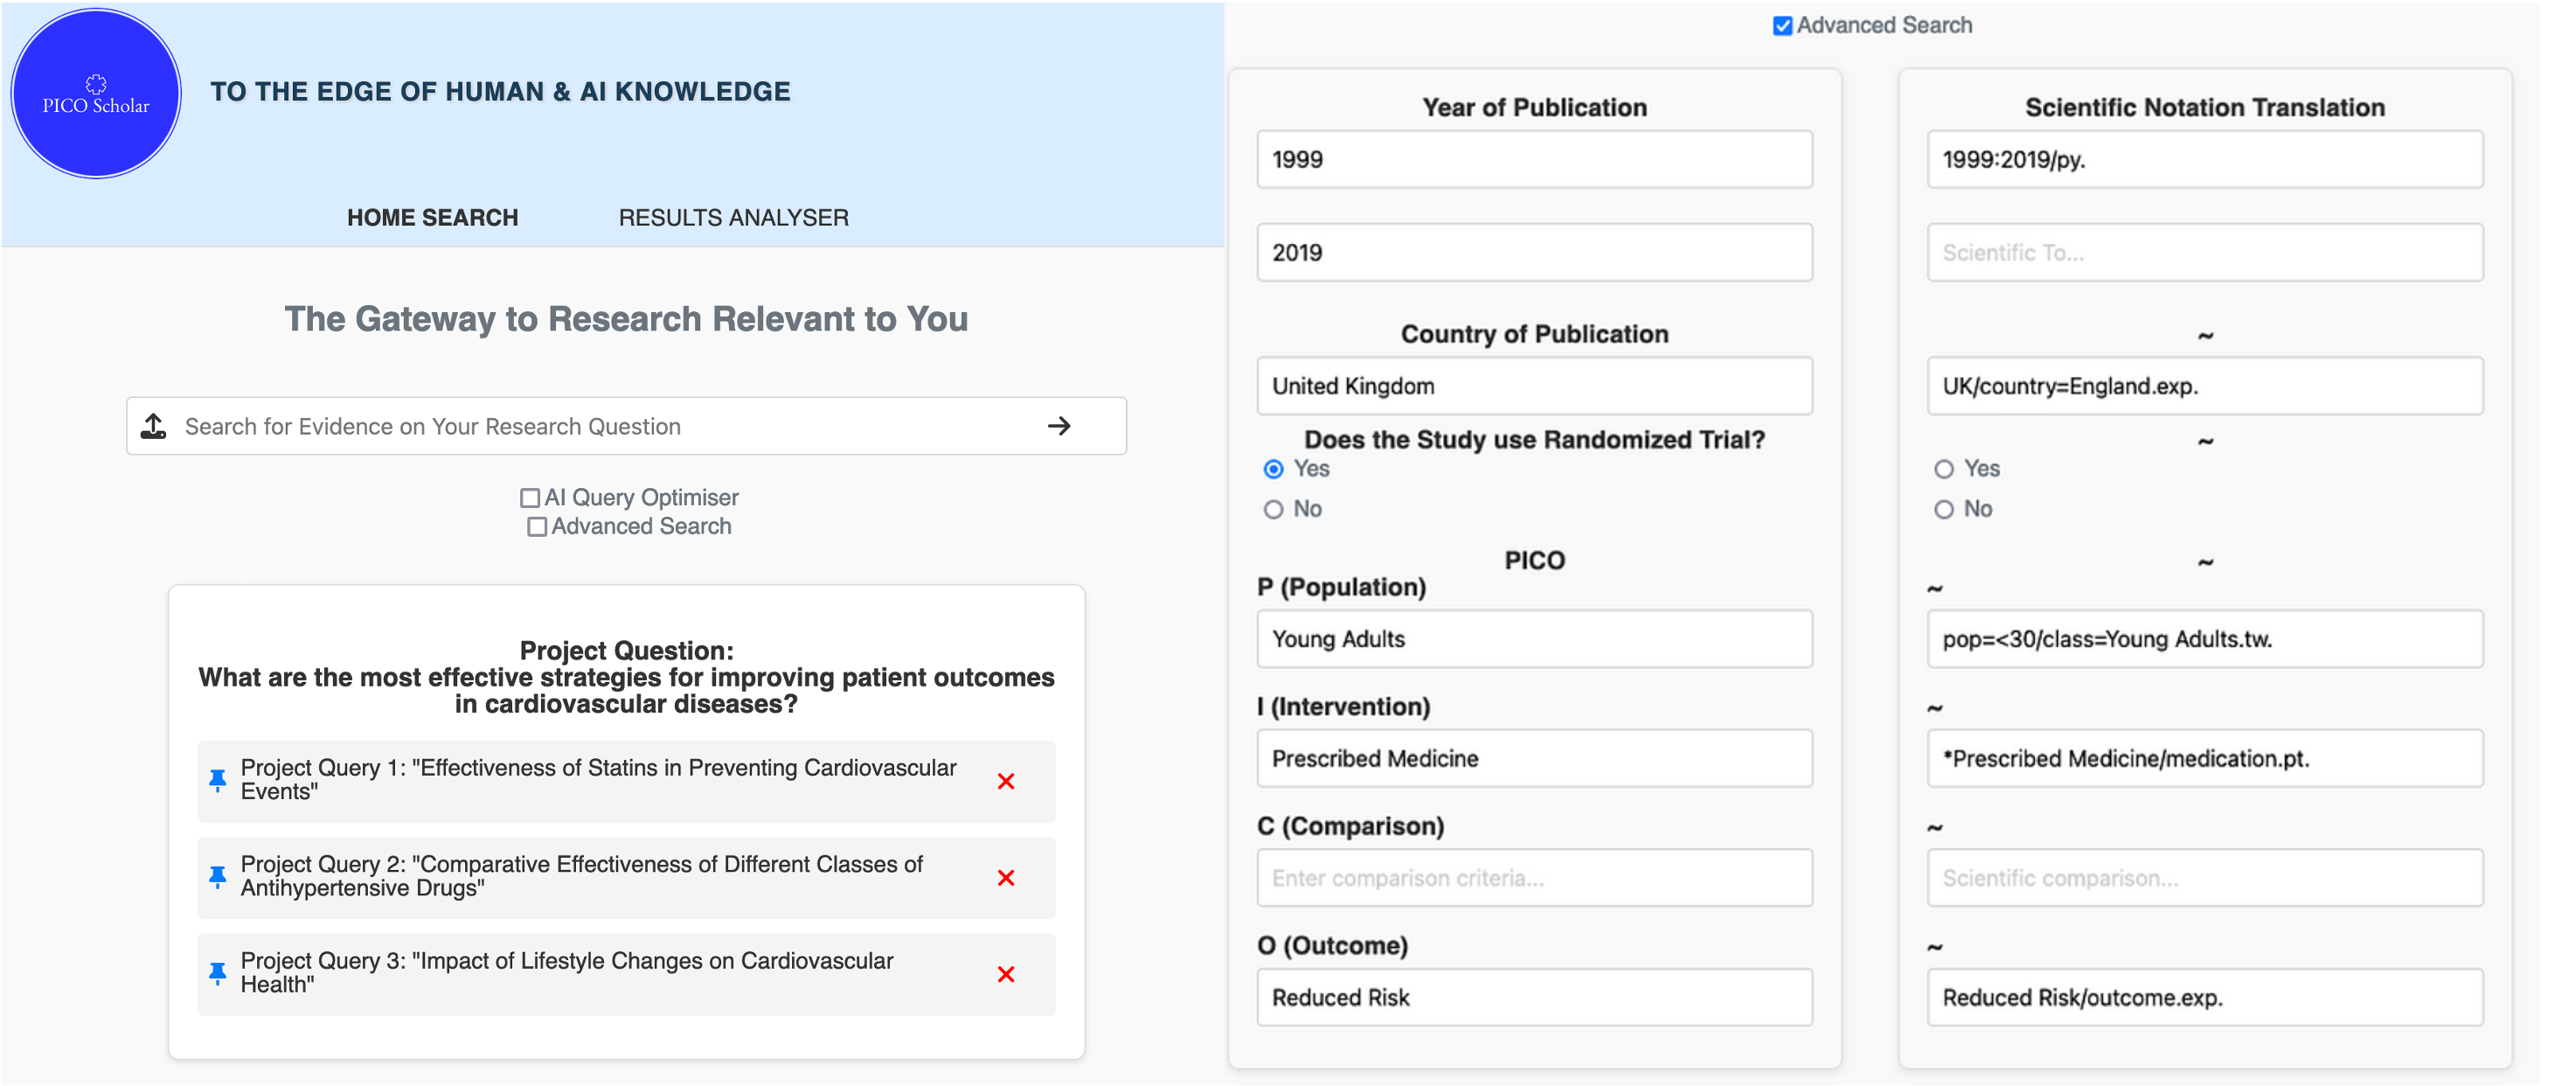 PICO Scholar
TO THE EDGE OF HUMAN & AI KNOWLEDGE
HOME SEARCH
RESULTS ANALYSER
The Gateway to Research Relevant to You
Search for Evidence on Your Research Question
AI Query Optimiser
Advanced Search
Project Question:
What are the most effective strategies for improving patient outcomes
in cardiovascular diseases?
Project Query 1: "Effectiveness of Statins in Preventing Cardiovascular
Events"
Project Query 2: "Comparative Effectiveness of Different Classes of
Antihypertensive Drugs"
Project Query 3: "Impact of Lifestyle Changes on Cardiovascular
Health"
Advanced Search
Year of Publication
1999
2019
Country of Publication
United Kingdom
Does the Study use Randomized Trial?
Yes
No
PICO
P (Population)
Young Adults
I (Intervention)
Prescribed Medicine
C (Comparison)
Enter comparison criteria...
O (Outcome)
Reduced Risk
Scientific Notation Translation
1999:2019/py.
Scientific To...
~
UK/country=England.exp.
~
Yes
No
~
~
pop=<30/class=Young Adults.tw.
~
*Prescribed Medicine/medication.pt.
~
Scientific comparison...
~
Reduced Risk/outcome.exp.